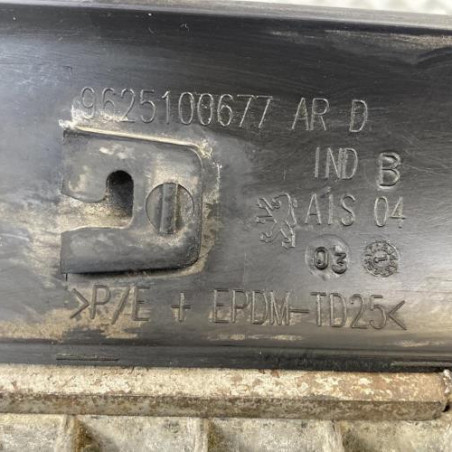 9625100677 AR D
IND B
AIS 04
03
>P/E + EPDM-TD25<